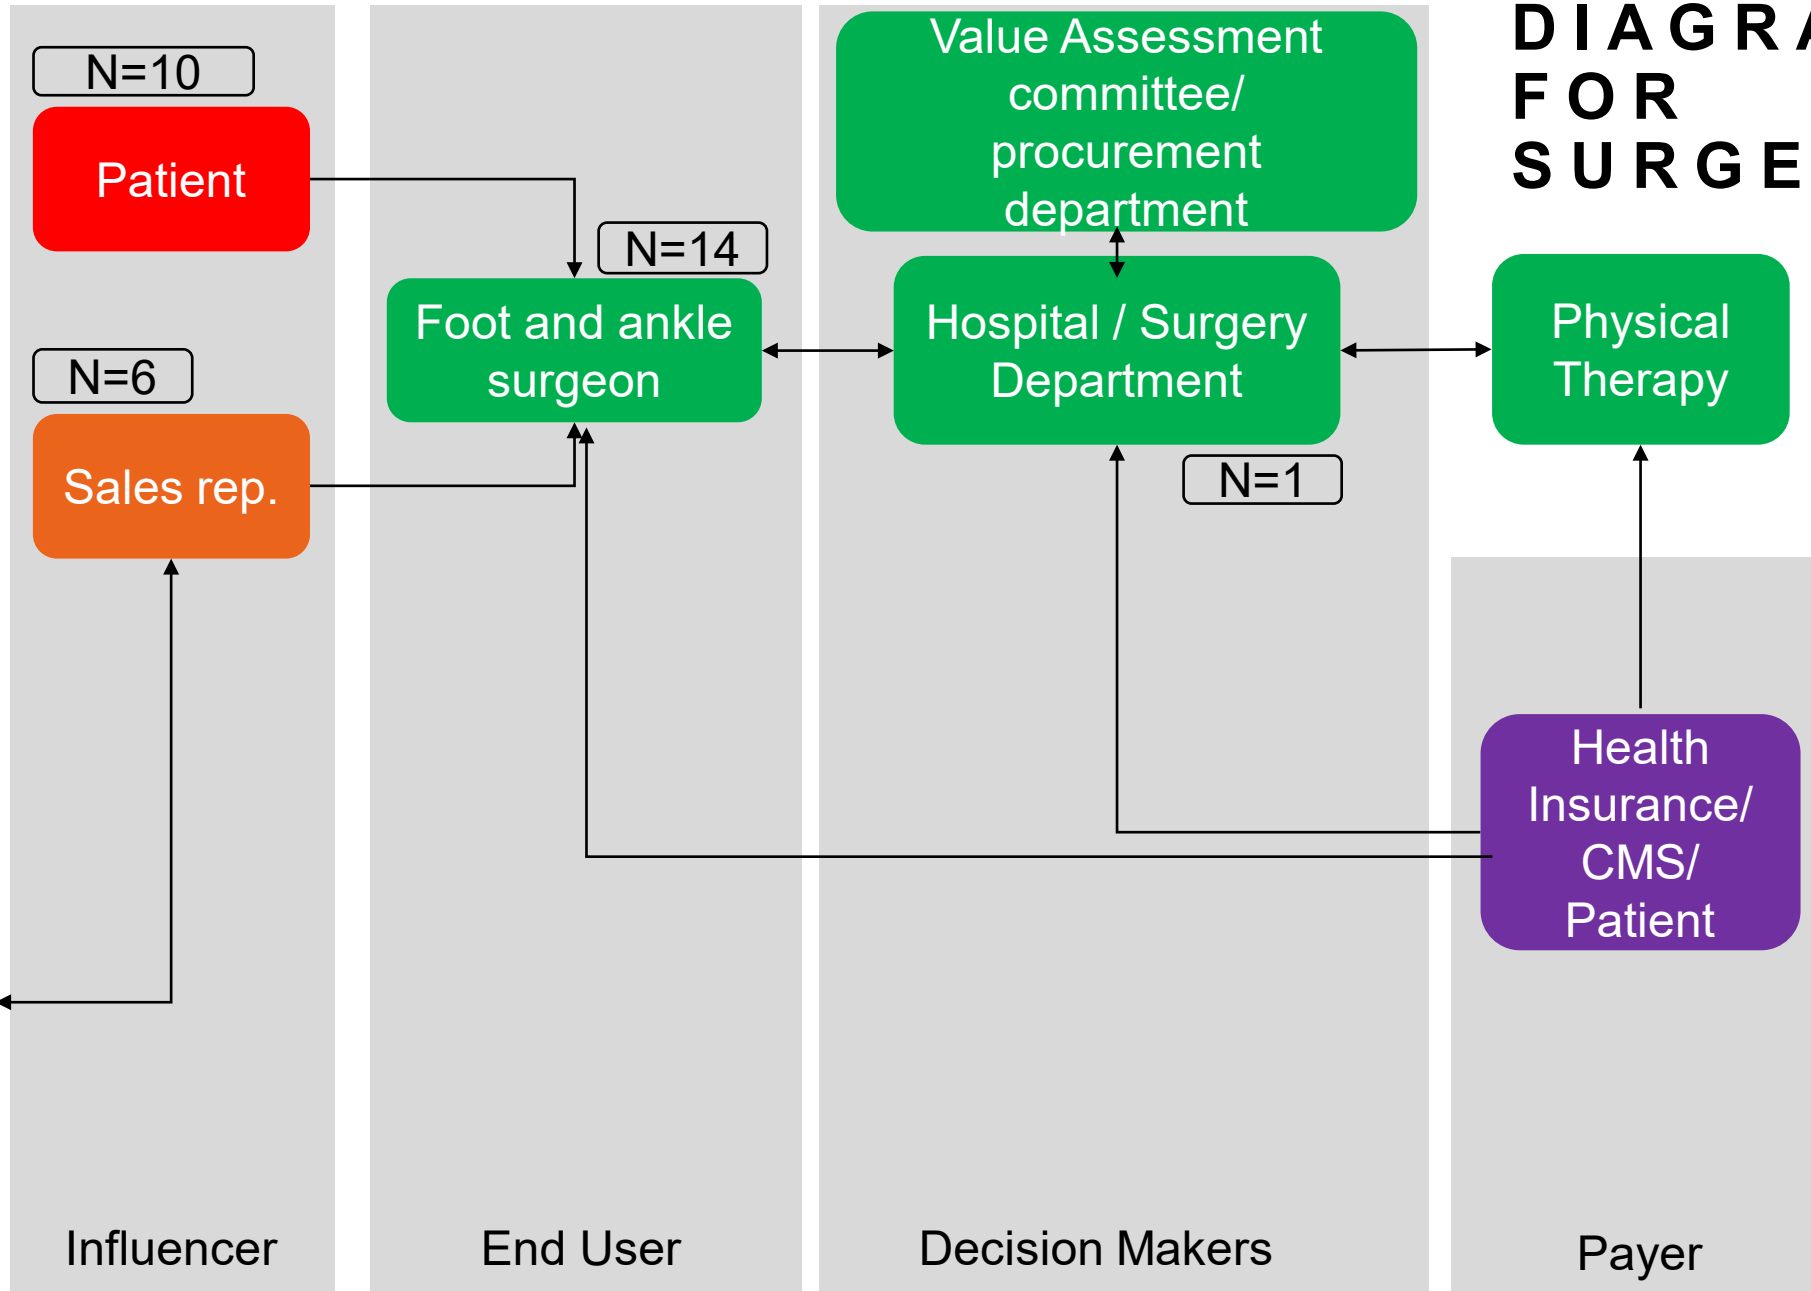 DIAGRA
FOR
SURGE
N=10
Patient
N=6
Sales rep.
N=14
Foot and ankle
surgeon
Value Assessment
committee/
procurement
department
Hospital / Surgery
Department
N=1
Physical
Therapy
Health
Insurance/
CMS/
Patient
Influencer
End User
Decision Makers
Payer